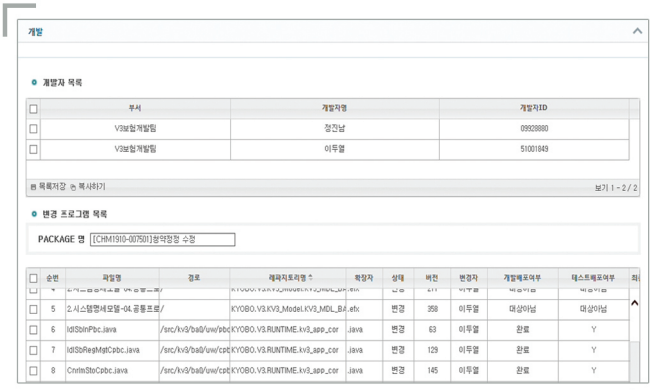 개발
개발자 목록
부서 개발자명 개발자ID
V3보험개발팀 정진남 09928880
V3보험개발팀 이두열 51001849
목록저장 복사하기 보기 1 - 2 / 2
변경 프로그램 목록
PACKAGE 명 [CHM1910-007501]청약정정 수정
순번 파일명 경로 레파지토리명 확장자 상태 버전 변경자 개발배포여부 테스트배포여부
5 2.시스템명세모델-04.공통프로 / KYOBO.V3.KV3_Model.KV3_MDL_BA .efx 변경 358 이두열 대상아님 대상아님
6 IdlSbInPbc.java /src/kv3/ba0/uw/pbc KYOBO.V3.RUNTIME.kv3_app_cor .java 변경 63 이두열 완료 Y
7 IdlSbRegMgtCpbc.java /src/kv3/ba0/uw/cpb KYOBO.V3.RUNTIME.kv3_app_cor .java 변경 129 이두열 완료 Y
8 CnrlmStoCpbc.java /src/kv3/ba0/uw/cpb KYOBO.V3.RUNTIME.kv3_app_cor .java 변경 145 이두열 완료 Y